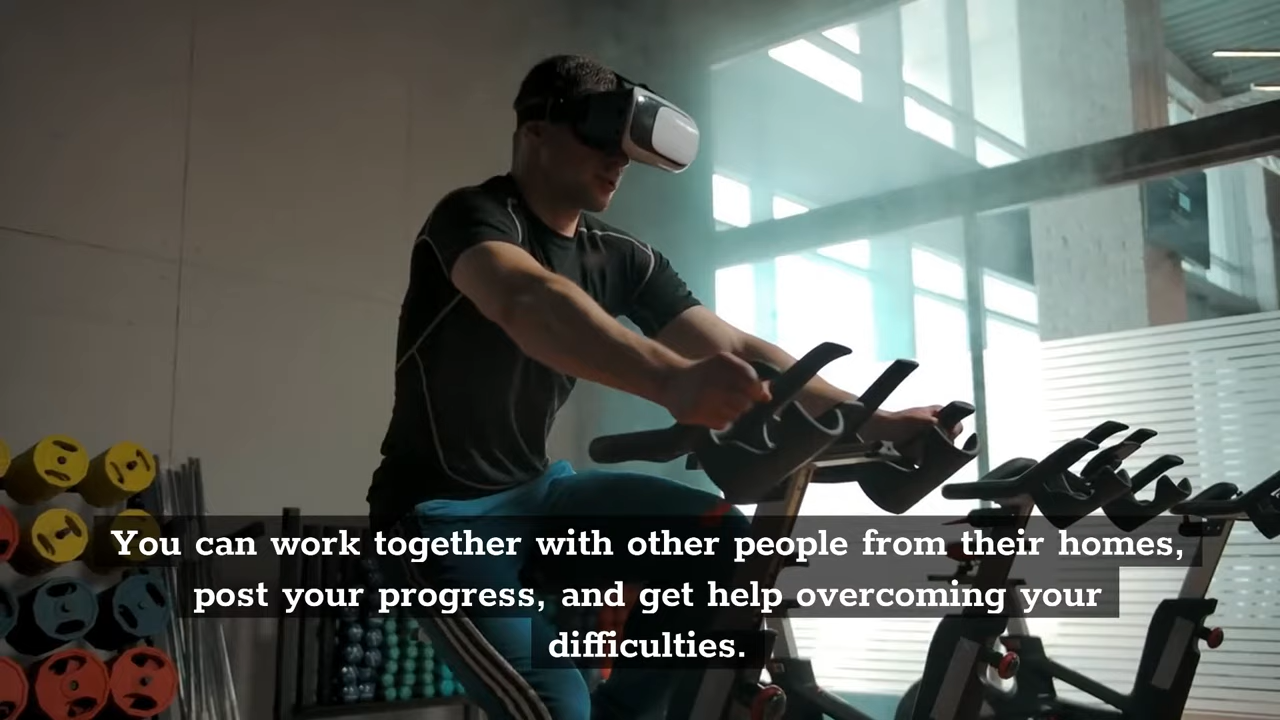 You can work together with other people from their homes,
post your progress, and get help overcoming your
difficulties.